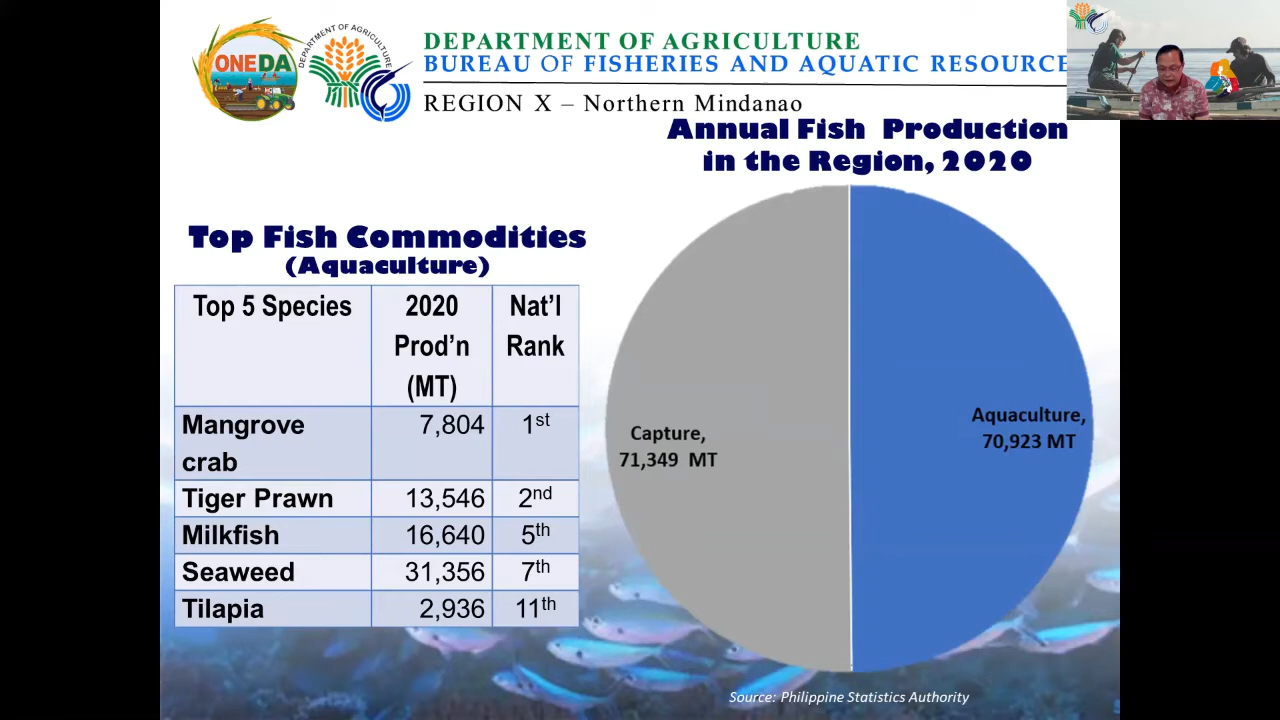 ONEDA
DEPARTMENT OF AGRICULTURE
DEPARTMENT OF AGRICULTURE
BUREAU OF FISHERIES AND AQUATIC RESOURCE
REGION X – Northern Mindanao
Annual Fish Production
in the Region, 2020
Top Fish Commodities
(Aquaculture)
Top 5 Species 2020 Nat'l
Prod'n Rank
(MT)
Mangrove 7,804 1st
crab
Tiger Prawn 13,546 2nd
Milkfish 16,640 5th
Seaweed 31,356 7th
Tilapia 2,936 11th
Capture,
71,349 MT
Aquaculture,
70,923 MT
Source: Philippine Statistics Authority